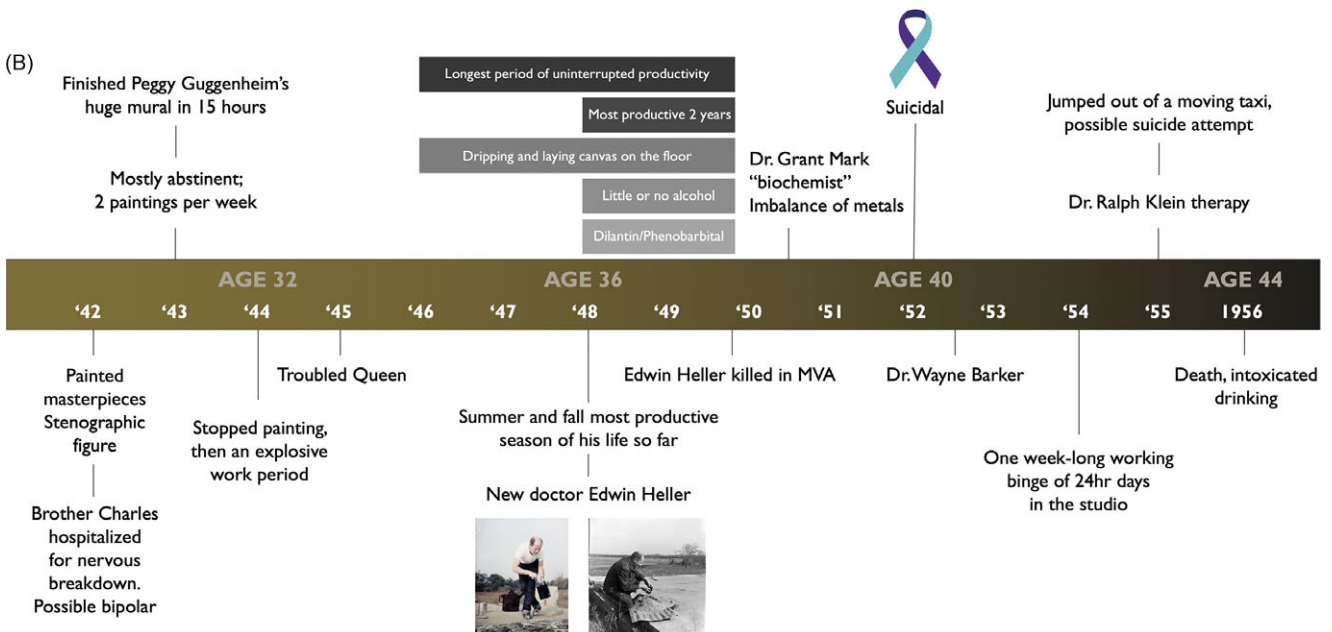 (B)
Finished Peggy Guggenheim’s
huge mural in 15 hours
Mostly abstinent;
2 paintings per week
Longest period of uninterrupted productivity
Most productive 2 years
Dripping and laying canvas on the floor
Little or no alcohol
Dilantin/Phenobarbital
Dr. Grant Mark
“biochemist”
Imbalance of metals
Suicidal
Jumped out of a moving taxi,
possible suicide attempt
Dr. Ralph Klein therapy
AGE 32 AGE 36 AGE 40 AGE 44
‘42 ‘43 ‘44 ‘45 ‘46 ‘47 ‘48 ‘49 ‘50 ‘51 ‘52 ‘53 ‘54 ‘55 1956
Painted
masterpieces
Stenographic
figure
Brother Charles
hospitalized
for nervous
breakdown.
Possible bipolar
Stopped painting,
then an explosive
work period
Troubled Queen
Summer and fall most productive
season of his life so far
New doctor Edwin Heller
Edwin Heller killed in MVA
Dr. Wayne Barker
One week-long working
binge of 24hr days
in the studio
Death, intoxicated
drinking